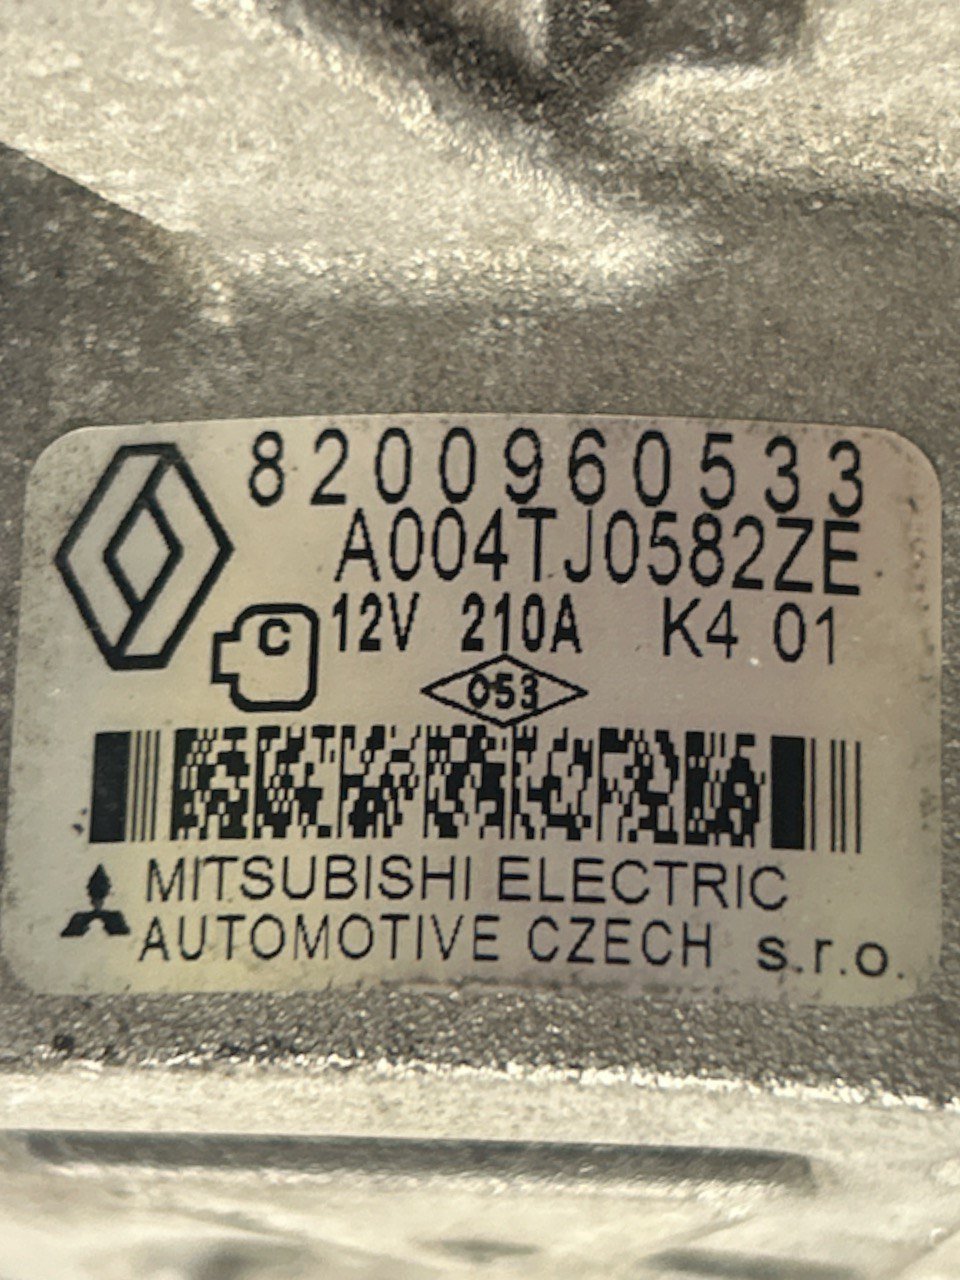 8200960533
A004TJ0582ZE
C 12V 210A K4 01
053
MITSUBISHI ELECTRIC
AUTOMOTIVE CZECH s.r.o.